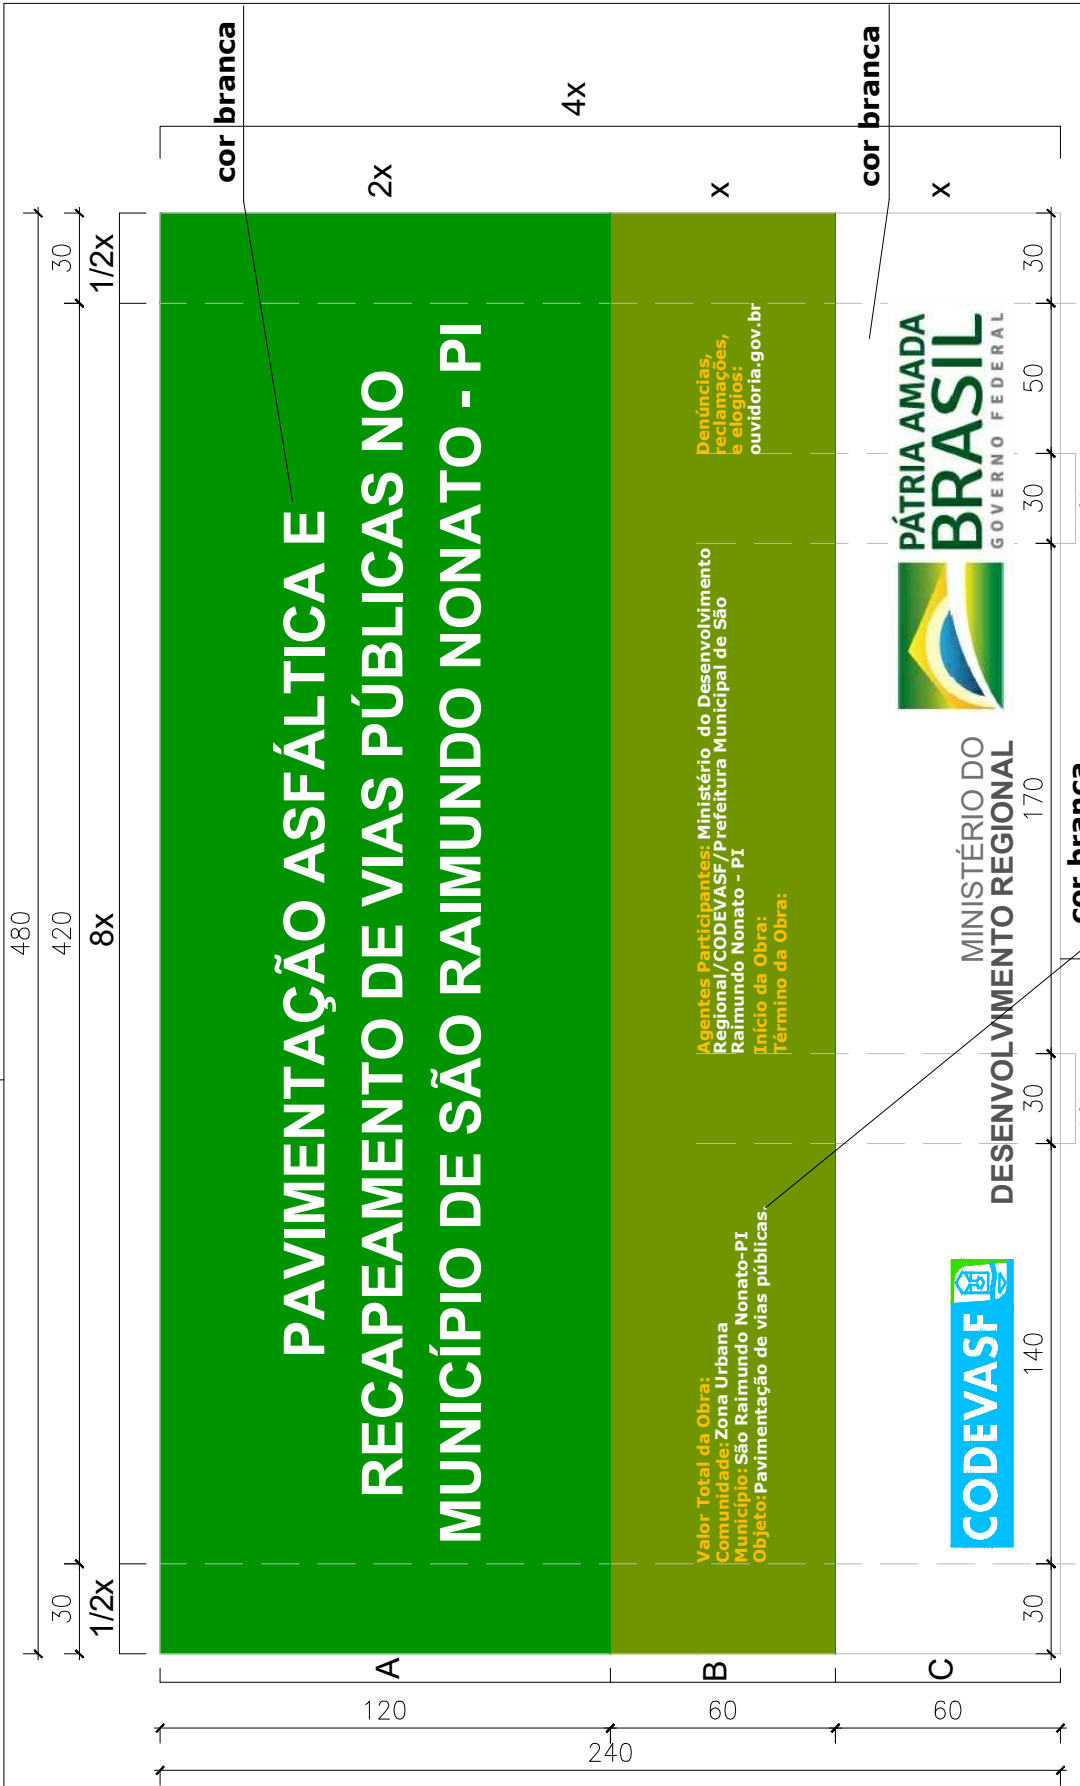 480
30
420
30
1/2x
8x
1/2x
PAVIMENTAÇÃO ASFÁLTICA E
RECAPEAMENTO DE VIAS PÚBLICAS NO
MUNICÍPIO DE SÃO RAIMUNDO NONATO - PI
cor branca
Valor Total da Obra:
Comunidade: Zona Urbana
Município: São Raimundo Nonato-PI
Objeto: Pavimentação de vias públicas.
Agentes Participantes: Ministério do Desenvolvimento
Regional/CODEVASF/Prefeitura Municipal de São
Raimundo Nonato - PI
Início da Obra:
Término da Obra:
Denúncias,
reclamações,
e elogios:
ouvidoria.gov.br
cor branca
CODEVASF
MINISTÉRIO DO
DESENVOLVIMENTO REGIONAL
PÁTRIA AMADA
BRASIL
GOVERNO FEDERAL
30
140
30
170
30
50
30
cor branca
A
B
C
120
60
60
240
2x
x
x
4x